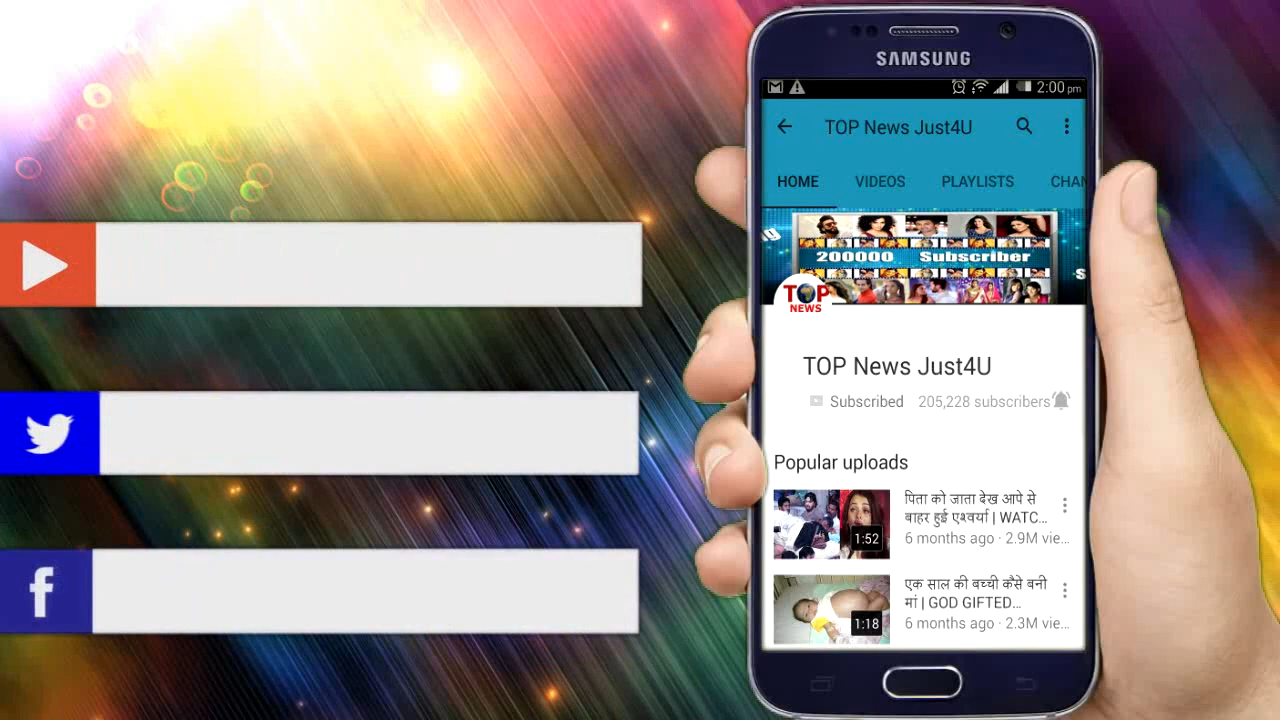 SAMSUNG
2:00 pm
TOP News Just4U
HOME VIDEOS PLAYLISTS CHAN
200000 Subscriber
TOP
NEWS
TOP News Just4U
Subscribed 205,228 subscribers
Popular uploads
पिता को जाता देख आपे से
बाहर हुई एश्वर्या | WATC...
6 months ago · 2.9M vie...
1:52
एक साल की बच्ची कैसे बनी
मां | GOD GIFTED...
6 months ago · 2.3M vie...
1:18